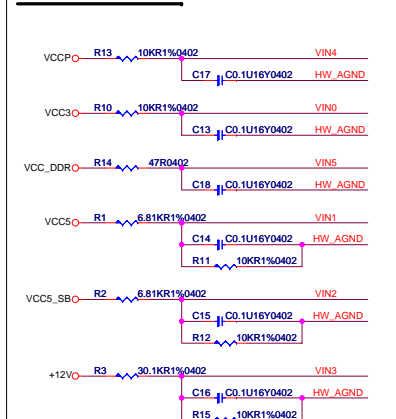 VCCP R13 10KR1%0402 VIN4
C17 C0.1U16Y0402 HW_AGND
VCC3 R10 10KR1%0402 VIN0
C13 C0.1U16Y0402 HW_AGND
VCC_DDR R14 47R0402 VIN5
C18 C0.1U16Y0402 HW_AGND
VCC5 R1 6.81KR1%0402 VIN1
C14 C0.1U16Y0402 HW_AGND
R11 10KR1%0402
VCC5_SB R2 6.81KR1%0402 VIN2
C15 C0.1U16Y0402 HW_AGND
R12 10KR1%0402
+12V R3 30.1KR1%0402 VIN3
C16 C0.1U16Y0402 HW_AGND
R15 10KR1%0402